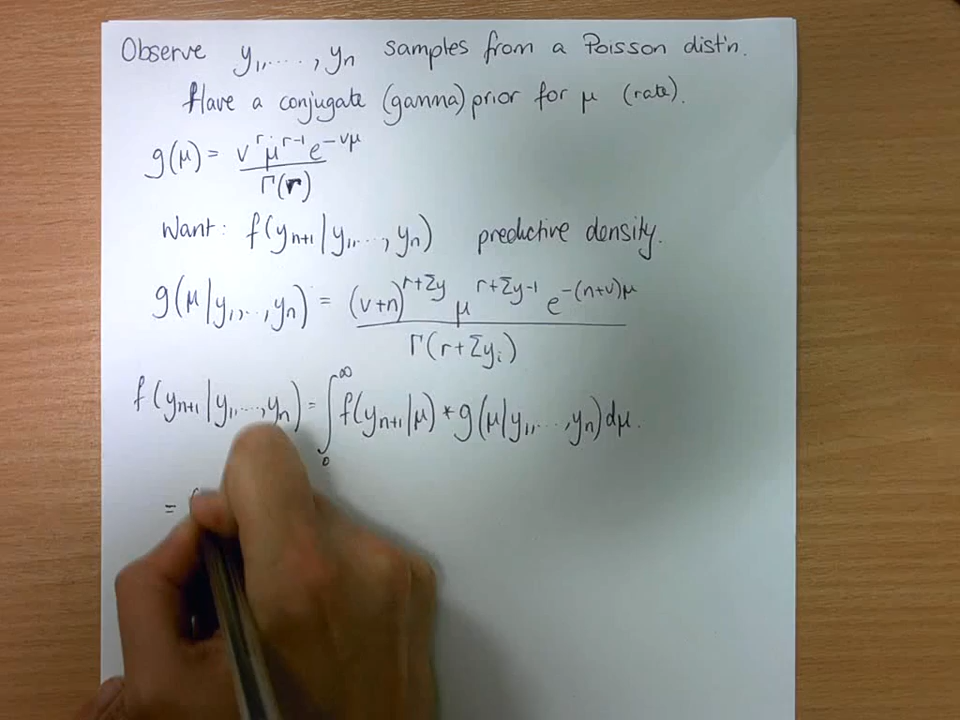 Observe y₁,...., yₙ samples from a Poisson dist'n.
Have a conjugate (gamma) prior for μ (rate).
g(μ) = v^r μ^(r-1) e^(-vμ) / Γ(r)
Want: f(yₙ₊₁|y₁,...,yₙ) predictive density.
g(μ|y₁,...,yₙ) = (v+n)^(r+Σy) μ^(r+Σy-1) e^(-(n+v)μ) / Γ(r+Σyᵢ)
f(yₙ₊₁|y₁,...,yₙ) = ∫₀^∞ f(yₙ₊₁|μ) * g(μ|y₁,...,yₙ)dμ.
=